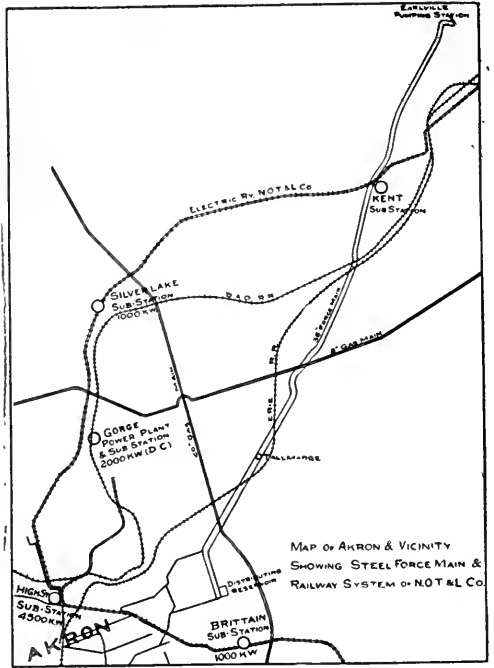 EARLVILLE
PUMPING STATION
ELECTRIC RY. N.O.T.&L CO
KENT
SUB STATION
SILVER LAKE
SUB-STATION
1000 KW.
B.& O. R.R.
36" FORCE MAIN
8" GAS MAIN
ERIE R.R.
GORGE
POWER PLANT
& SUB STATION
2000 KW (D C)
TALLMADGE
MAP OF AKRON & VICINITY
SHOWING STEEL FORCE MAIN &
RAILWAY SYSTEM OF N.O.T &L CO.
DISTRIBUTING
RESERVOIR
HIGH ST
SUB-STATION
4500 KW
AKRON
BRITTAIN
SUB-STATION
1000 KW